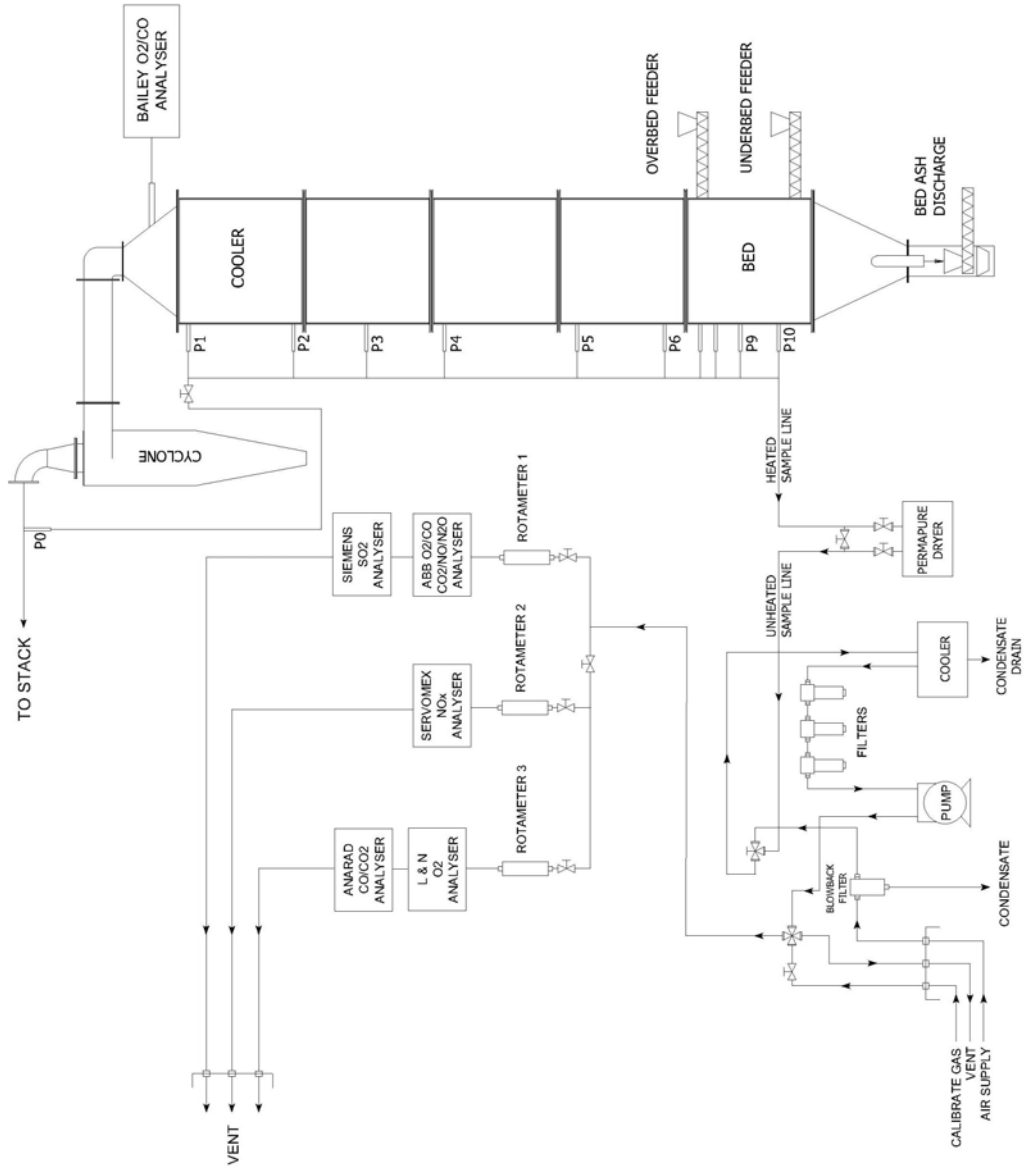 BAILEY O2/CO
ANALYSER
COOLER
P1
P2
P3
P4
P5
P6
P9
P10
OVERBED FEEDER
UNDERBED FEEDER
BED
BED ASH
DISCHARGE
CYCLONE
P0
TO STACK
HEATED
SAMPLE LINE
UNHEATED
SAMPLE LINE
PERMAPURE
DRYER
SIEMENS
SO2
ANALYSER
ABB O2/CO
CO2/NO/N2O
ANALYSER
ROTAMETER 1
SERVOMEX
NOx
ANALYSER
ROTAMETER 2
ANARAD
CO/CO2
ANALYSER
L & N
O2
ANALYSER
ROTAMETER 3
VENT
COOLER
CONDENSATE
DRAIN
FILTERS
PUMP
BLOWBACK
FILTER
CONDENSATE
CALIBRATE GAS
VENT
AIR SUPPLY